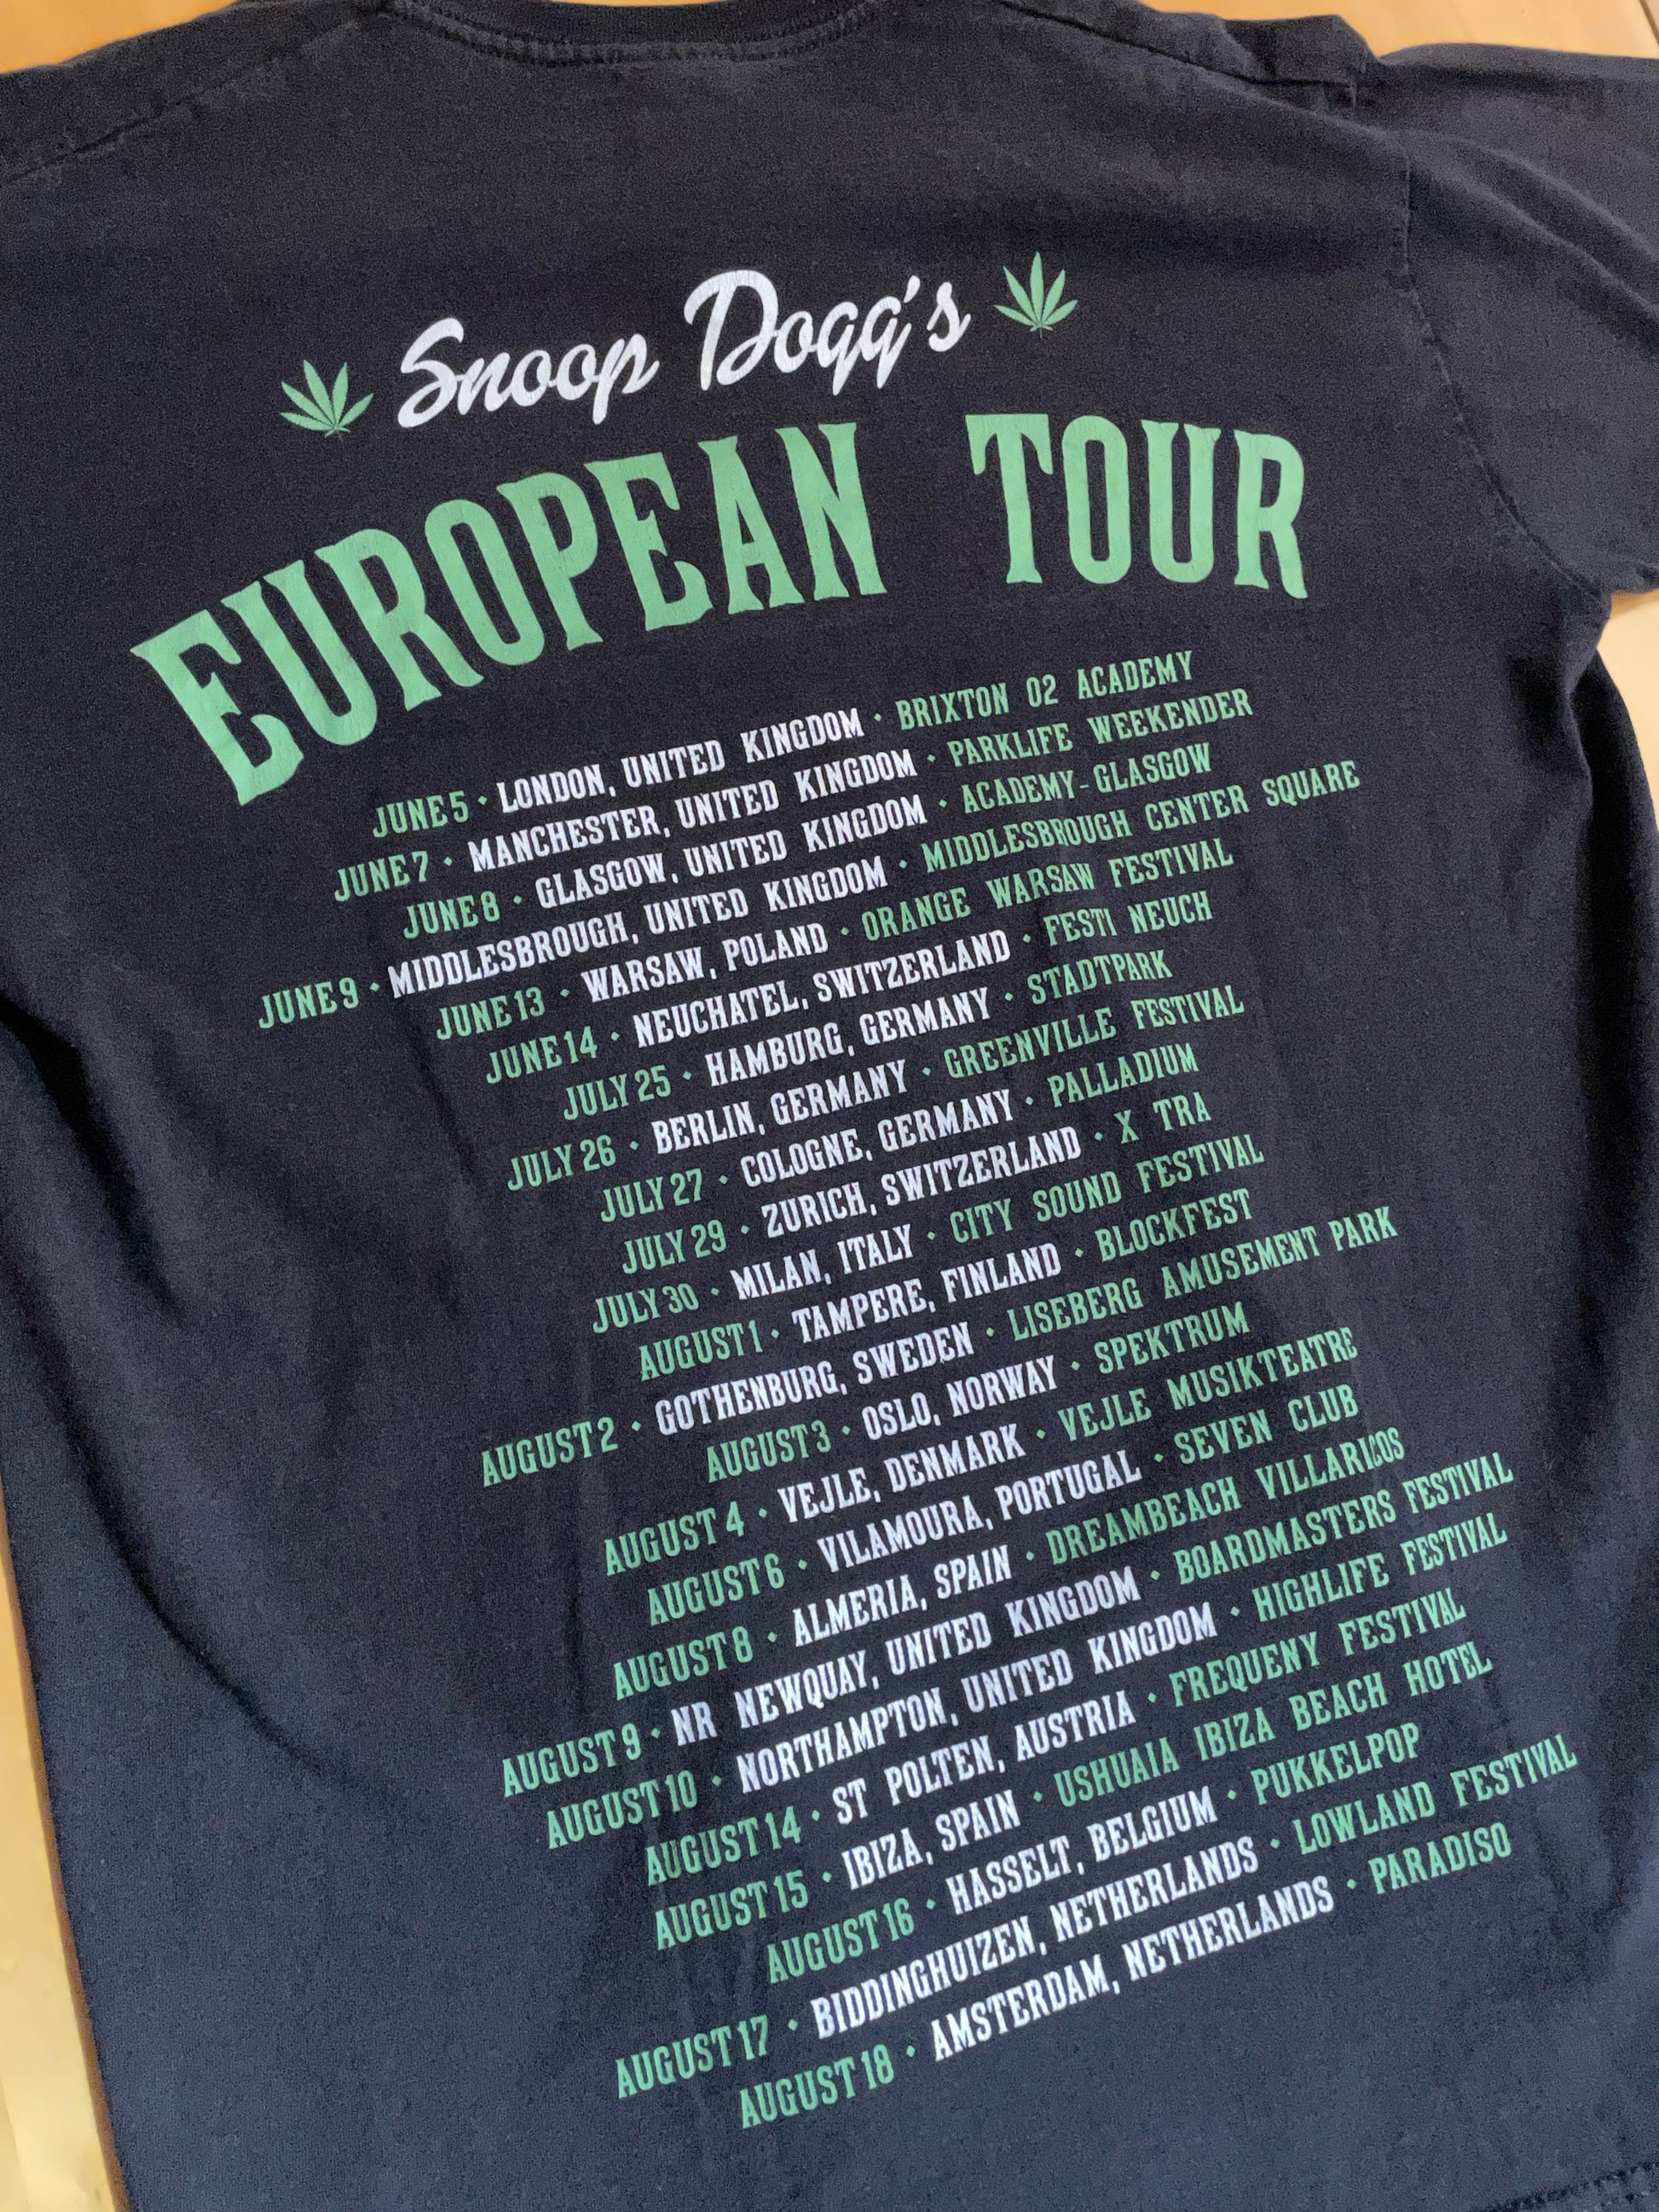 Snoop Dogg's
EUROPEAN TOUR
JUNE 5 • LONDON, UNITED KINGDOM • BRIXTON O2 ACADEMY
JUNE 7 • MANCHESTER, UNITED KINGDOM • PARKLIFE WEEKENDER
JUNE 8 • GLASGOW, UNITED KINGDOM • ACADEMY-GLASGOW
JUNE 9 • MIDDLESBROUGH, UNITED KINGDOM • MIDDLESBROUGH CENTER SQUARE
JUNE 13 • WARSAW, POLAND • ORANGE WARSAW FESTIVAL
JUNE 14 • NEUCHATEL, SWITZERLAND • FESTI NEUCH
JULY 25 • HAMBURG, GERMANY • STADTPARK
JULY 26 • BERLIN, GERMANY • GREENVILLE FESTIVAL
JULY 27 • COLOGNE, GERMANY • PALLADIUM
JULY 29 • ZURICH, SWITZERLAND • X TRA
JULY 30 • MILAN, ITALY • CITY SOUND FESTIVAL
AUGUST 1 • TAMPERE, FINLAND • BLOCKFEST
AUGUST 2 • GOTHENBURG, SWEDEN • LISEBERG AMUSEMENT PARK
AUGUST 3 • OSLO, NORWAY • SPEKTRUM
AUGUST 4 • VEJLE, DENMARK • VEJLE MUSIKTEATRE
AUGUST 6 • VILAMOURA, PORTUGAL • SEVEN CLUB
AUGUST 8 • ALMERIA, SPAIN • DREAMBEACH VILLARICOS
AUGUST 9 • NR NEWQUAY, UNITED KINGDOM • BOARDMASTERS FESTIVAL
AUGUST 10 • NORTHAMPTON, UNITED KINGDOM • HIGHLIFE FESTIVAL
AUGUST 14 • ST POLTEN, AUSTRIA • FREQUENY FESTIVAL
AUGUST 15 • IBIZA, SPAIN • USHUAIA IBIZA BEACH HOTEL
AUGUST 16 • HASSELT, BELGIUM • PUKKELPOP
AUGUST 17 • BIDDINGHUIZEN, NETHERLANDS • LOWLAND FESTIVAL
AUGUST 18 • AMSTERDAM, NETHERLANDS • PARADISO